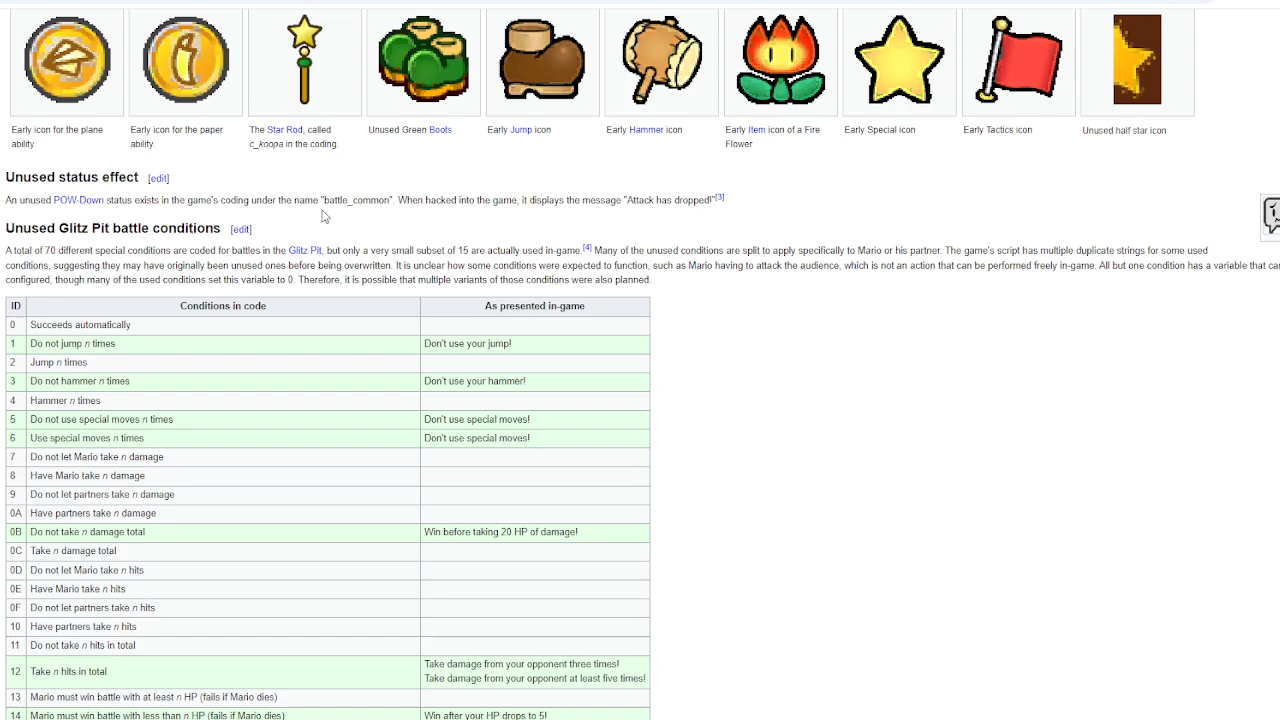 Early icon for the plane ability
Early icon for the paper ability.
The Star Rod, called c_koopa in the coding.
Unused Green Boots
Early Jump icon
Early Hammer icon
Early Item icon of a Fire Flower
Early Special icon
Early Tactics icon
Unused half star icon
Unused status effect [edit]
An unused POW-Down status exists in the game's coding under the name "battle_common". When hacked into the game, it displays the message "Attack has dropped!"[3]
Unused Glitz Pit battle conditions [edit]
A total of 70 different special conditions are coded for battles in the Glitz Pit, but only a very small subset of 15 are actually used in-game.[4] Many of the unused conditions are split to apply specifically to Mario or his partner. The game's script has multiple duplicate strings for some used
conditions, suggesting they may have originally been unused ones before being overwritten. It is unclear how some conditions were expected to function, such as Mario having to attack the audience, which is not an action that can be performed freely in-game. All but one condition has a variable that can
configured, though many of the used conditions set this variable to 0. Therefore, it is possible that multiple variants of those conditions were also planned.
ID Conditions in code As presented in-game
0 Succeeds automatically
1 Do not jump n times Don't use your jump!
2 Jump n times
3 Do not hammer n times Don't use your hammer!
4 Hammer n times
5 Do not use special moves n times Don't use special moves!
6 Use special moves n times Don't use special moves!
7 Do not let Mario take n damage
8 Have Mario take n damage
9 Do not let partners take n damage
0A Have partners take n damage
0B Do not take n damage total Win before taking 20 HP of damage!
0C Take n damage total
0D Do not let Mario take n hits
0E Have Mario take n hits
0F Do not let partners take n hits
10 Have partners take n hits
11 Do not take n hits in total
12 Take n hits in total Take damage from your opponent three times!
Take damage from your opponent at least five times!
13 Mario must win battle with at least n HP (fails if Mario dies)
14 Mario must win battle with less than n HP (fails if Mario dies) Win after your HP drops to 5!